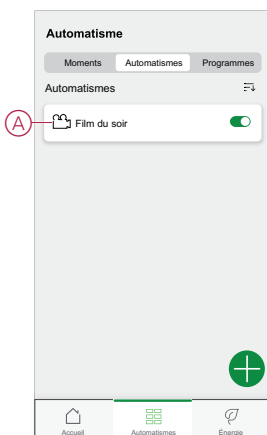 Automatisme
Moments Automatismes Programmes
Automatismes
A Film du soir
Accueil Automatismes Énergie